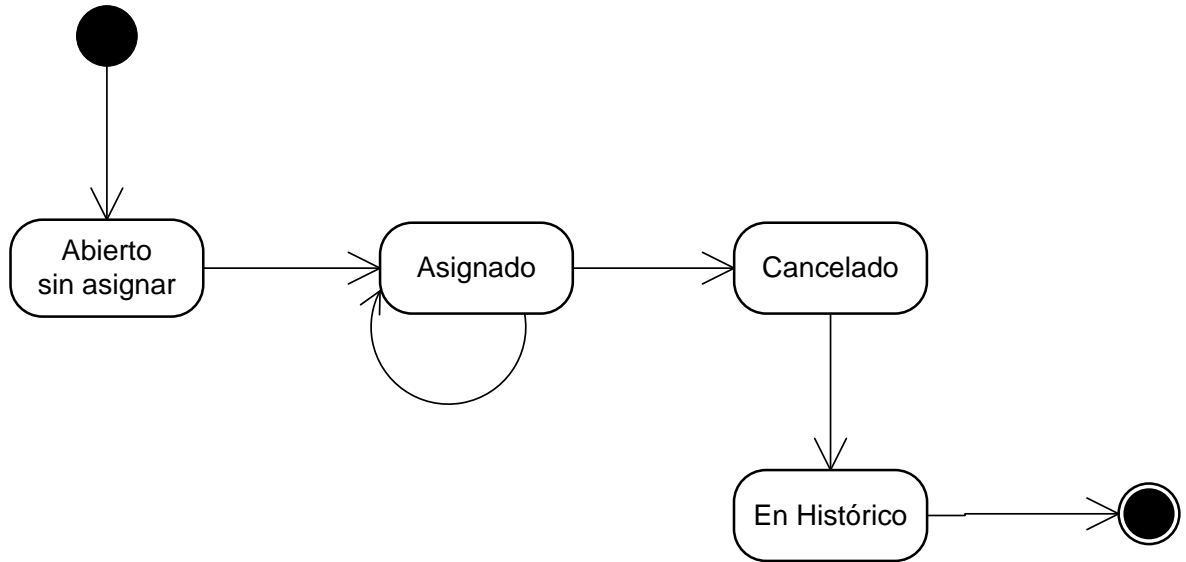 Abierto
sin asignar
Asignado
Cancelado
En Histórico